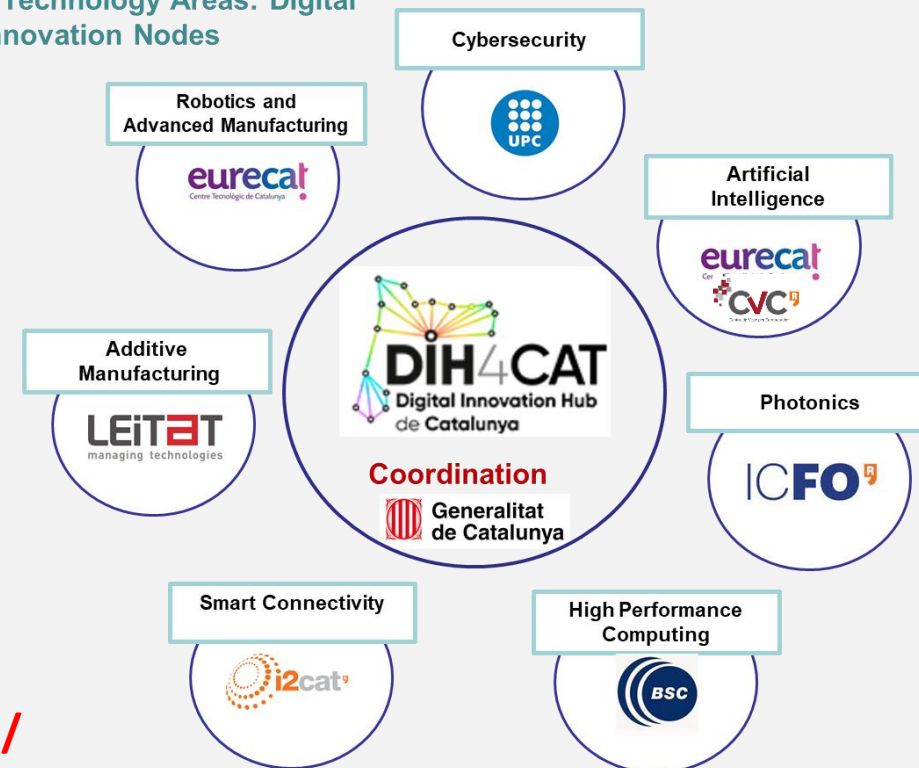 Technology Areas: Digital
nnovation Nodes
Cybersecurity
UPC
Robotics and
Advanced Manufacturing
eurecat
Centre Tecnològic de Catalunya
Artificial
Intelligence
eurecat
CVC
Additive
Manufacturing
LEITAT
managing technologies
DIH4CAT
Digital Innovation Hub
de Catalunya
Coordination
Generalitat
de Catalunya
Photonics
ICFO
Smart Connectivity
i2cat
High Performance
Computing
BSC
/